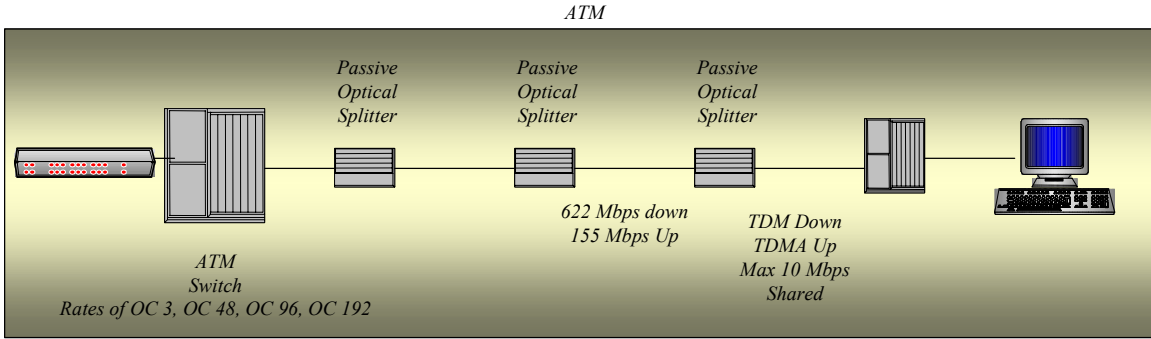 ATM
Passive
Optical
Splitter
Passive
Optical
Splitter
Passive
Optical
Splitter
622 Mbps down
155 Mbps Up
TDM Down
TDMA Up
Max 10 Mbps
Shared
ATM
Switch
Rates of OC 3, OC 48, OC 96, OC 192